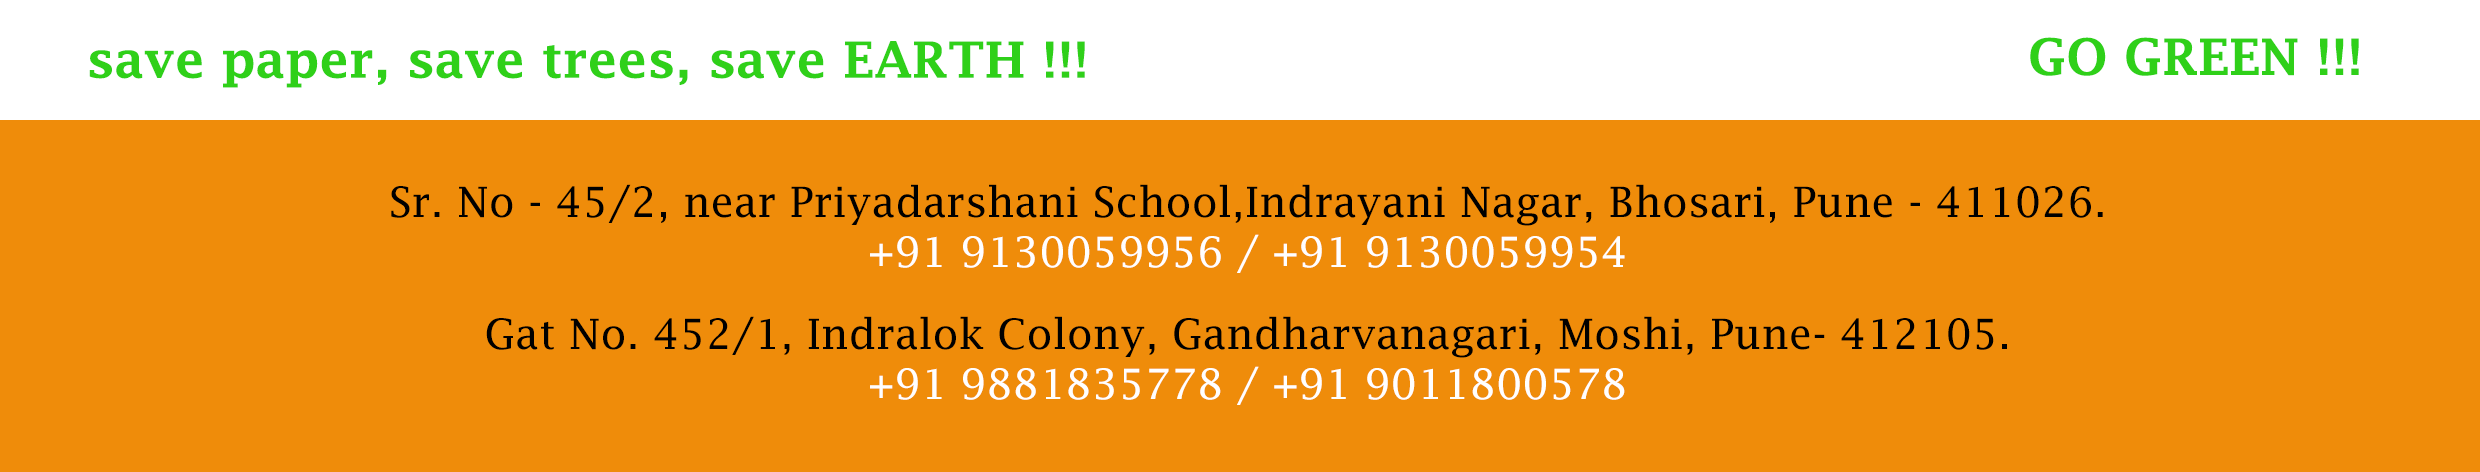 save paper, save trees, save EARTH !!! GO GREEN !!!
Sr. No - 45/2, near Priyadarshani School,Indrayani Nagar, Bhosari, Pune - 411026.
+91 9130059956 / +91 9130059954
Gat No. 452/1, Indralok Colony, Gandharvanagari, Moshi, Pune- 412105.
+91 9881835778 / +91 9011800578